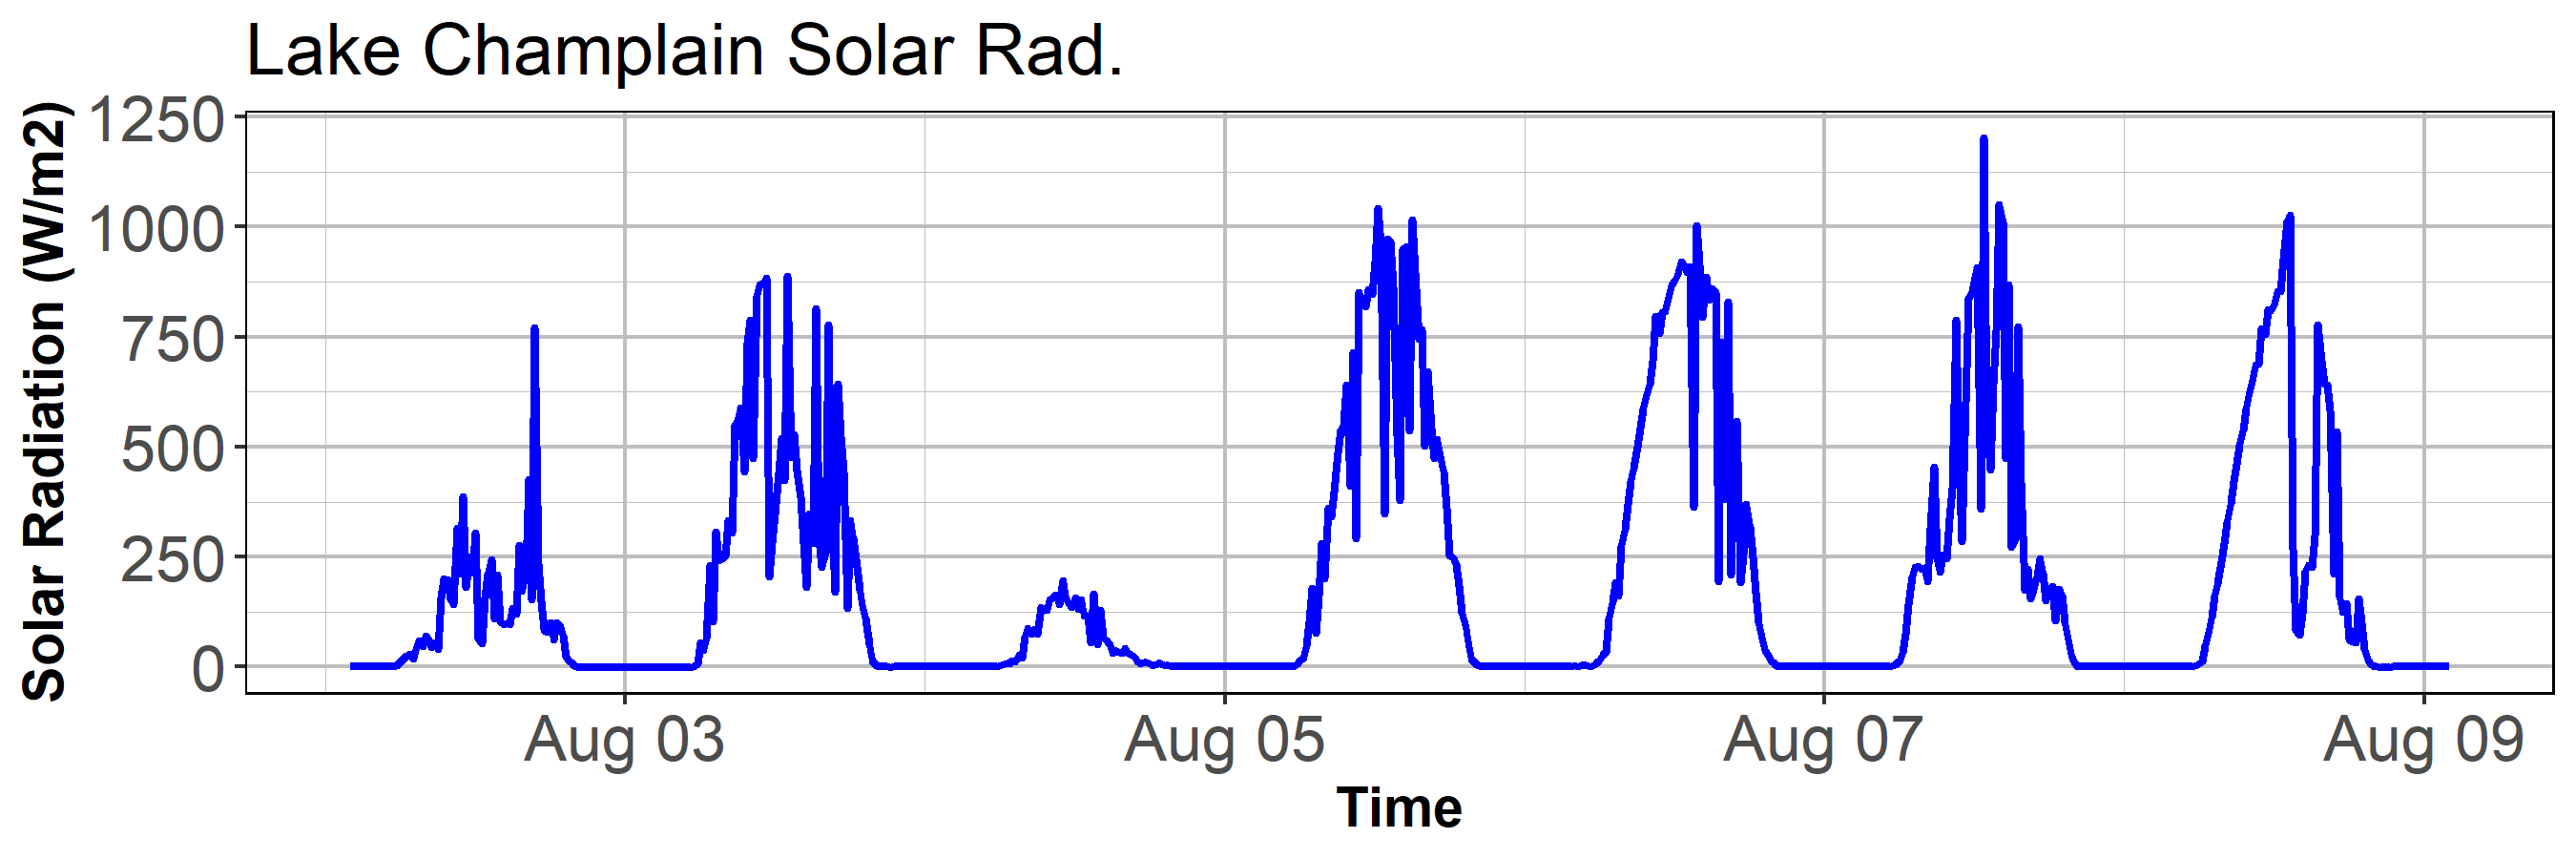 Lake Champlain Solar Rad.
Solar Radiation (W/m2)
1250
1000
750
500
250
0
Aug 03 Aug 05 Aug 07 Aug 09
Time